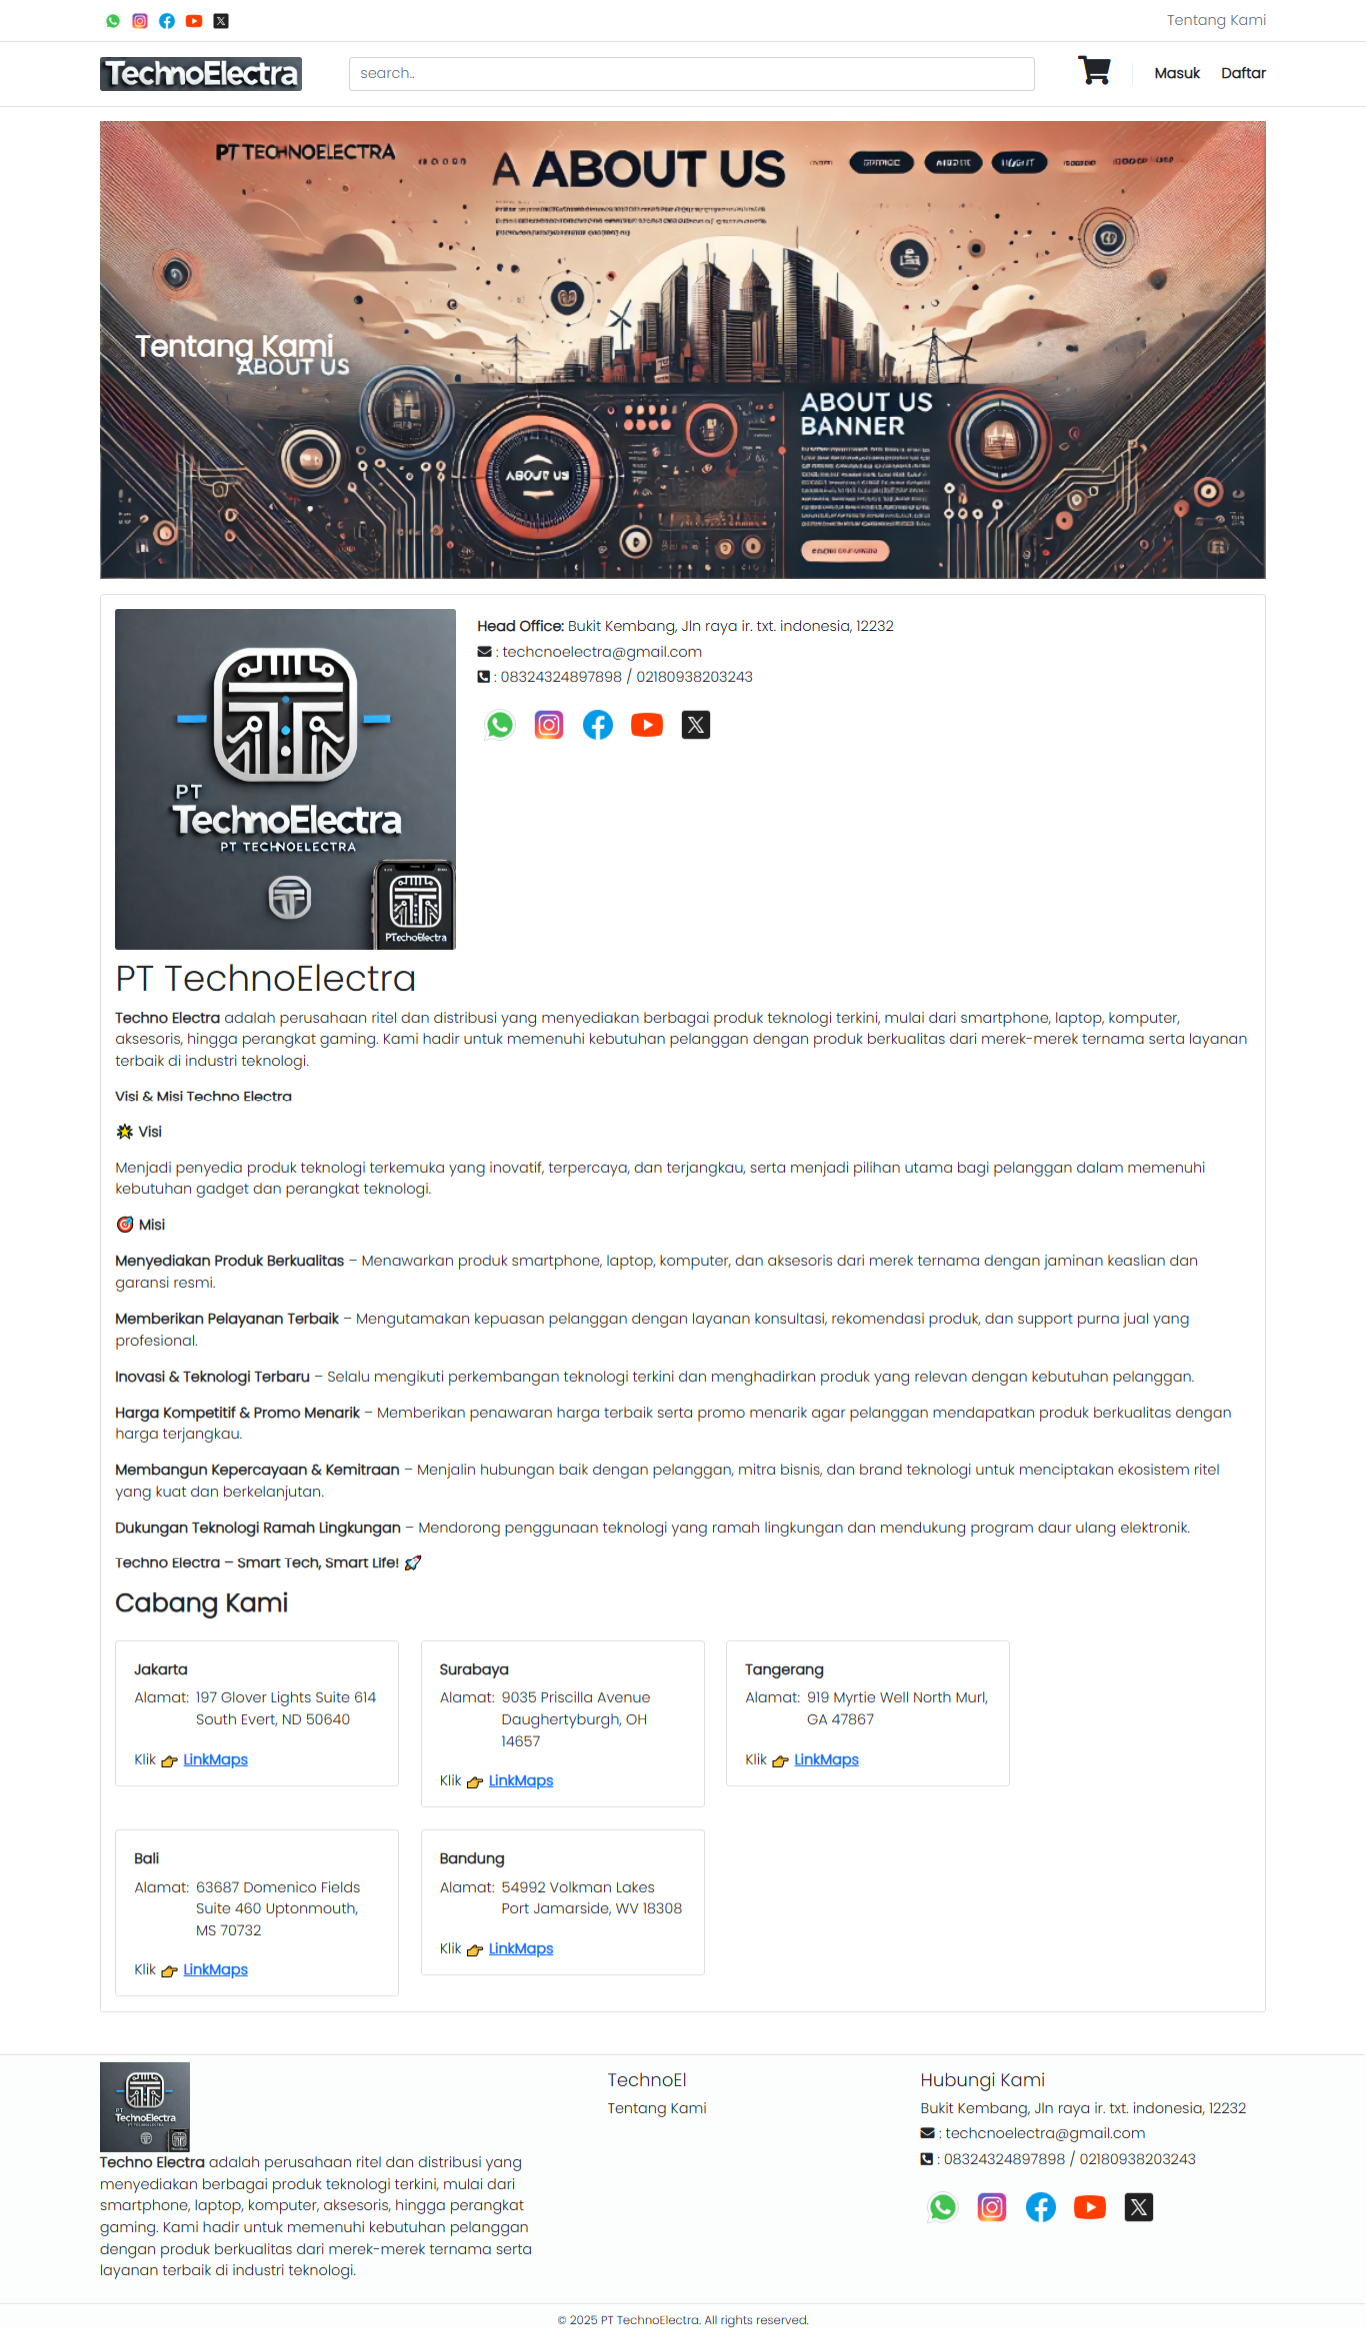 Tentang Kami
TechnoElectra
search..
Masuk Daftar
PT TECHNOELECTRA
A ABOUT US
Tentang Kami
ABOUT US
ABOUT US
ABOUT US
BANNER
PT
TechnoElectra
PT TECHNOELECTRA
Head Office: Bukit Kembang, Jln raya ir. txt. indonesia, 12232
: techcnoelectra@gmail.com
: 08324324897898 / 02180938203243
PT TechnoElectra
Techno Electra adalah perusahaan ritel dan distribusi yang menyediakan berbagai produk teknologi terkini, mulai dari smartphone, laptop, komputer,
aksesoris, hingga perangkat gaming. Kami hadir untuk memenuhi kebutuhan pelanggan dengan produk berkualitas dari merek-merek ternama serta layanan
terbaik di industri teknologi.
Visi & Misi Techno Electra
🌟 Visi
Menjadi penyedia produk teknologi terkemuka yang inovatif, terpercaya, dan terjangkau, serta menjadi pilihan utama bagi pelanggan dalam memenuhi
kebutuhan gadget dan perangkat teknologi.
🎯 Misi
Menyediakan Produk Berkualitas – Menawarkan produk smartphone, laptop, komputer, dan aksesoris dari merek ternama dengan jaminan keaslian dan
garansi resmi.
Memberikan Pelayanan Terbaik – Mengutamakan kepuasan pelanggan dengan layanan konsultasi, rekomendasi produk, dan support purna jual yang
profesional.
Inovasi & Teknologi Terbaru – Selalu mengikuti perkembangan teknologi terkini dan menghadirkan produk yang relevan dengan kebutuhan pelanggan.
Harga Kompetitif & Promo Menarik – Memberikan penawaran harga terbaik serta promo menarik agar pelanggan mendapatkan produk berkualitas dengan
harga terjangkau.
Membangun Kepercayaan & Kemitraan – Menjalin hubungan baik dengan pelanggan, mitra bisnis, dan brand teknologi untuk menciptakan ekosistem ritel
yang kuat dan berkelanjutan.
Dukungan Teknologi Ramah Lingkungan – Mendorong penggunaan teknologi yang ramah lingkungan dan mendukung program daur ulang elektronik.
Techno Electra – Smart Tech, Smart Life! 🚀
Cabang Kami
Jakarta
Alamat: 197 Glover Lights Suite 614
South Evert, ND 50640
Klik 👉 LinkMaps
Surabaya
Alamat: 9035 Priscilla Avenue
Daughertyburgh, OH
14657
Klik 👉 LinkMaps
Tangerang
Alamat: 919 Myrtie Well North Murl,
GA 47867
Klik 👉 LinkMaps
Bali
Alamat: 63687 Domenico Fields
Suite 460 Uptonmouth,
MS 70732
Klik 👉 LinkMaps
Bandung
Alamat: 54992 Volkman Lakes
Port Jamarside, WV 18308
Klik 👉 LinkMaps
PT
TechnoElectra
Techno Electra adalah perusahaan ritel dan distribusi yang
menyediakan berbagai produk teknologi terkini, mulai dari
smartphone, laptop, komputer, aksesoris, hingga perangkat
gaming. Kami hadir untuk memenuhi kebutuhan pelanggan
dengan produk berkualitas dari merek-merek ternama serta
layanan terbaik di industri teknologi.
TechnoEl
Tentang Kami
Hubungi Kami
Bukit Kembang, Jln raya ir. txt. indonesia, 12232
: techcnoelectra@gmail.com
: 08324324897898 / 02180938203243
© 2025 PT TechnoElectra. All rights reserved.